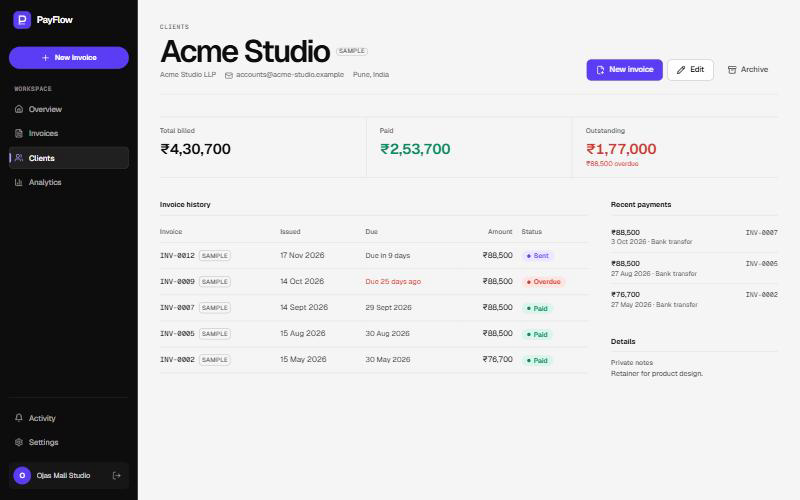 PayFlow
New invoice
WORKSPACE
Overview
Invoices
Clients
Analytics
Activity
Settings
O
Ojas Mali Studio
CLIENTS
Acme Studio SAMPLE
Acme Studio LLP accounts@acme-studio.example Pune, India
New invoice Edit Archive
Total billed
₹4,30,700
Paid
₹2,53,700
Outstanding
₹1,77,000
₹88,500 overdue
Invoice history
Invoice Issued Due Amount Status
INV-0012 SAMPLE 17 Nov 2026 Due in 9 days ₹88,500 Sent
INV-0009 SAMPLE 14 Oct 2026 Due 25 days ago ₹88,500 Overdue
INV-0007 SAMPLE 14 Sept 2026 29 Sept 2026 ₹88,500 Paid
INV-0005 SAMPLE 15 Aug 2026 30 Aug 2026 ₹88,500 Paid
INV-0002 SAMPLE 15 May 2026 30 May 2026 ₹76,700 Paid
Recent payments
₹88,500 INV-0007
3 Oct 2026 · Bank transfer
₹88,500 INV-0005
27 Aug 2026 · Bank transfer
₹76,700 INV-0002
27 May 2026 · Bank transfer
Details
Private notes
Retainer for product design.